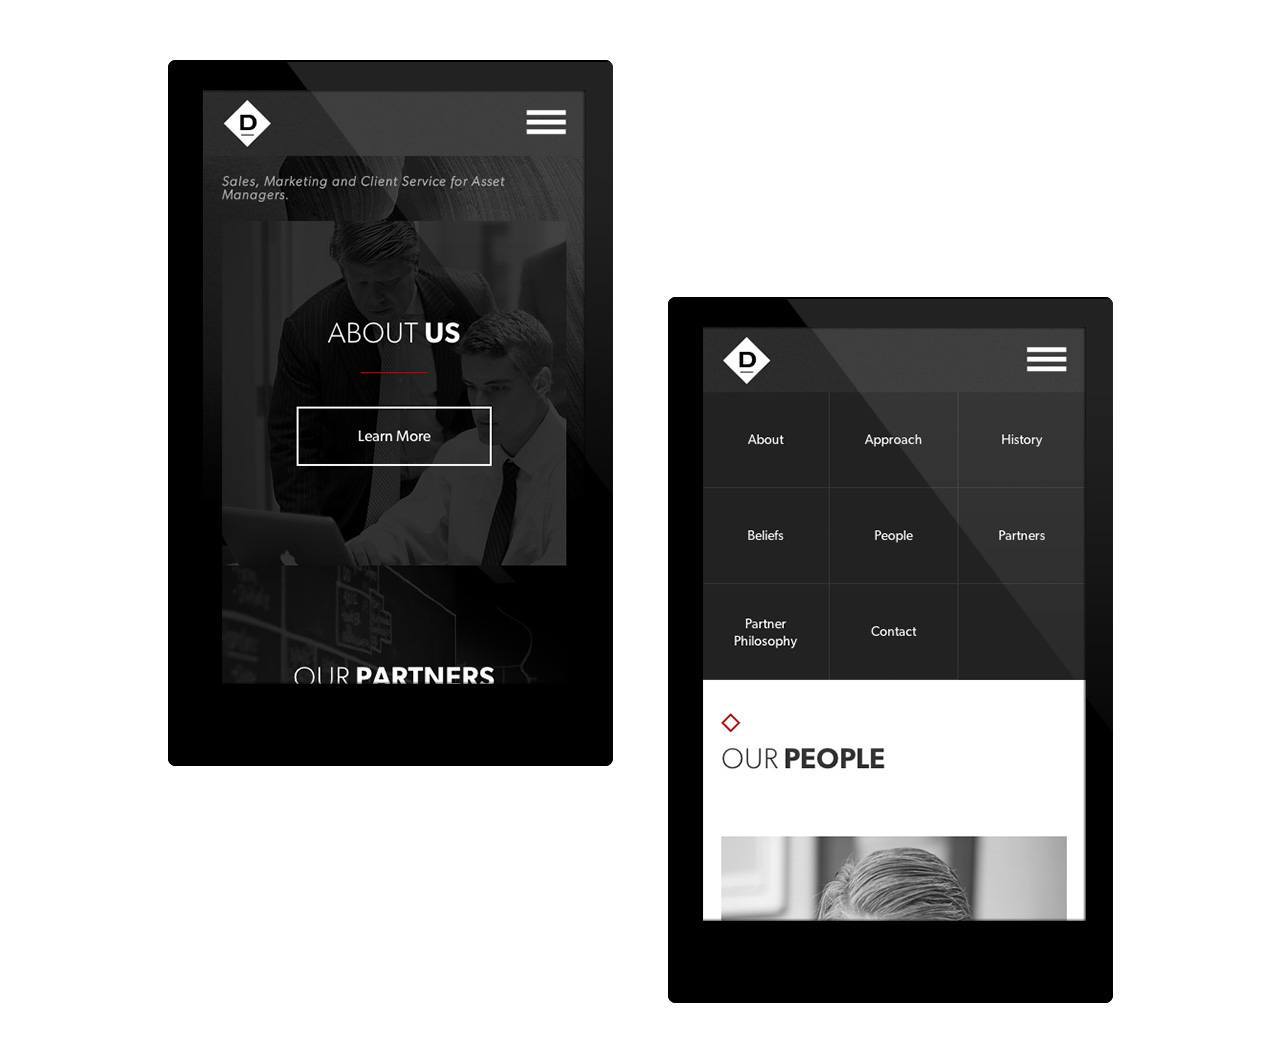 D
Sales, Marketing and Client Service for Asset
Managers.
ABOUT US
Learn More
OUR PARTNERS
D
About
Approach
History
Beliefs
People
Partners
Partner
Philosophy
Contact
OUR PEOPLE